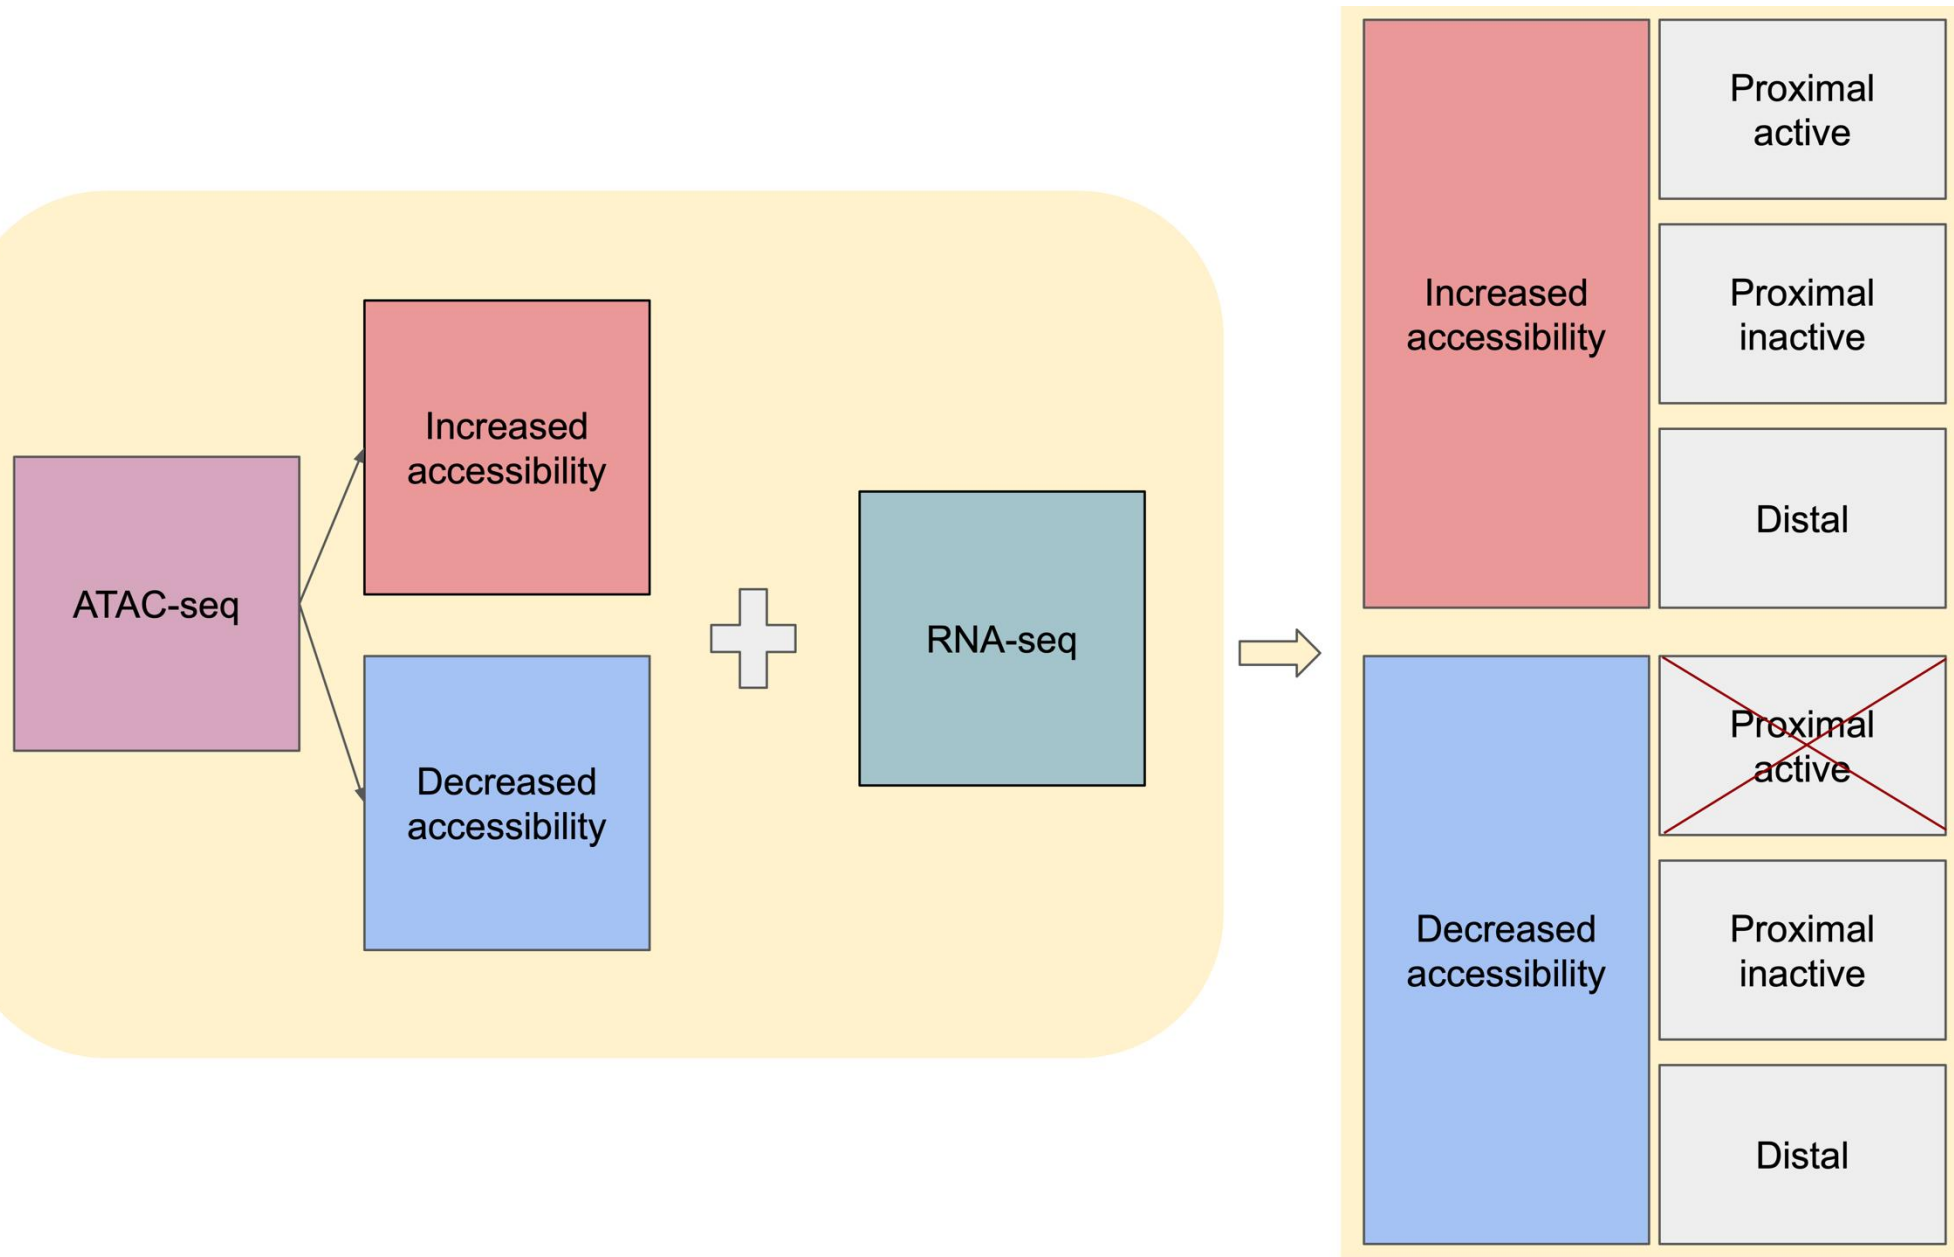 ATAC-seq
Increased
accessibility
Decreased
accessibility
RNA-seq
Increased
accessibility
Proximal
active
Proximal
inactive
Distal
Decreased
accessibility
Proximal
active
Proximal
inactive
Distal